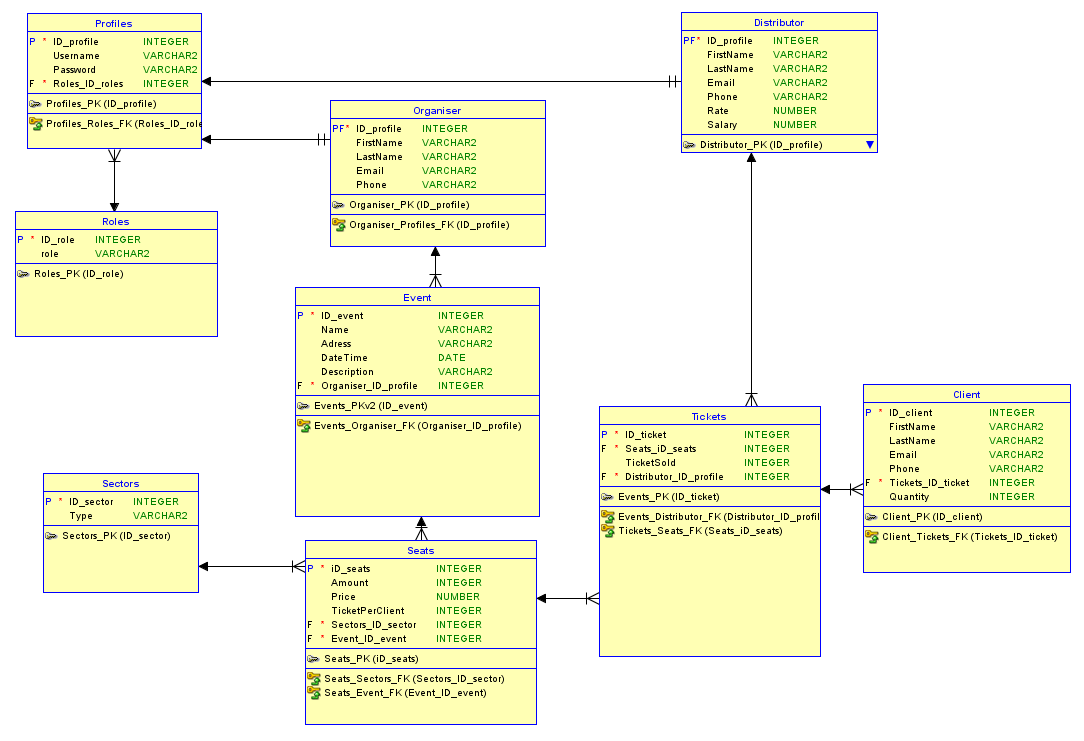 Profiles
P * ID_profile INTEGER
Username VARCHAR2
Password VARCHAR2
F * Roles_ID_roles INTEGER
Profiles_PK (ID_profile)
Profiles_Roles_FK (Roles_ID_role
Distributor
PF* ID_profile INTEGER
FirstName VARCHAR2
LastName VARCHAR2
Email VARCHAR2
Phone VARCHAR2
Rate NUMBER
Salary NUMBER
Distributor_PK (ID_profile)
Organiser
PF* ID_profile INTEGER
FirstName VARCHAR2
LastName VARCHAR2
Email VARCHAR2
Phone VARCHAR2
Organiser_PK (ID_profile)
Organiser_Profiles_FK (ID_profile)
Roles
P * ID_role INTEGER
role VARCHAR2
Roles_PK (ID_role)
Event
P * ID_event INTEGER
Name VARCHAR2
Adress VARCHAR2
DateTime DATE
Description VARCHAR2
F * Organiser_ID_profile INTEGER
Events_PKv2 (ID_event)
Events_Organiser_FK (Organiser_ID_profile)
Client
P * ID_client INTEGER
FirstName VARCHAR2
LastName VARCHAR2
Email VARCHAR2
Phone VARCHAR2
F * Tickets_ID_ticket INTEGER
Quantity INTEGER
Client_PK (ID_client)
Client_Tickets_FK (Tickets_ID_ticket)
Tickets
P * ID_ticket INTEGER
F * Seats_iD_seats INTEGER
TicketSold INTEGER
F * Distributor_ID_profile INTEGER
Events_PK (ID_ticket)
Events_Distributor_FK (Distributor_ID_profil
Tickets_Seats_FK (Seats_iD_seats)
Sectors
P * ID_sector INTEGER
Type VARCHAR2
Sectors_PK (ID_sector)
Seats
P * iD_seats INTEGER
Amount INTEGER
Price NUMBER
TicketPerClient INTEGER
F * Sectors_ID_sector INTEGER
F * Event_ID_event INTEGER
Seats_PK (iD_seats)
Seats_Sectors_FK (Sectors_ID_sector)
Seats_Event_FK (Event_ID_event)